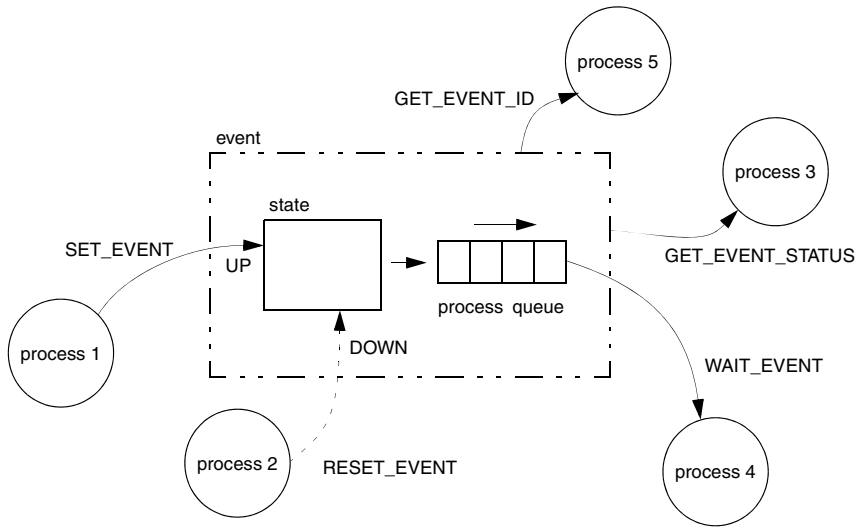 process 5
GET_EVENT_ID
event
process 3
state
SET_EVENT
UP
GET_EVENT_STATUS
process queue
process 1
DOWN
WAIT_EVENT
process 2
RESET_EVENT
process 4